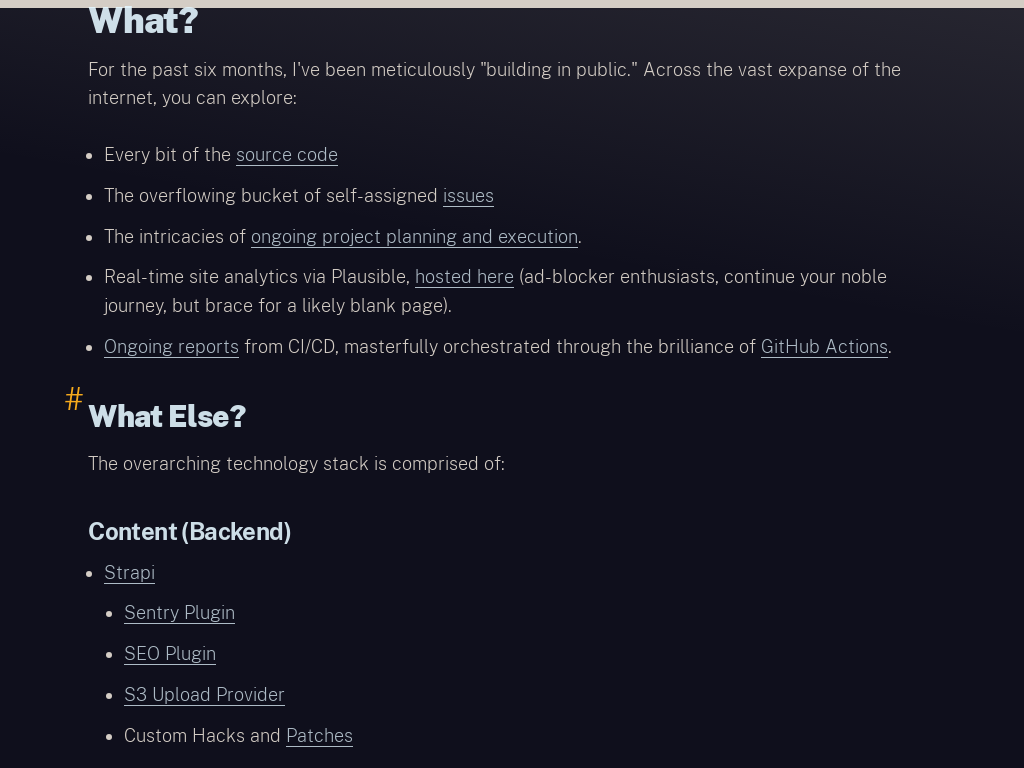 What?
For the past six months, I've been meticulously "building in public." Across the vast expanse of the
internet, you can explore:
Every bit of the source code
The overflowing bucket of self-assigned issues
The intricacies of ongoing project planning and execution.
Real-time site analytics via Plausible, hosted here (ad-blocker enthusiasts, continue your noble
journey, but brace for a likely blank page).
Ongoing reports from CI/CD, masterfully orchestrated through the brilliance of GitHub Actions.
# What Else?
The overarching technology stack is comprised of:
Content (Backend)
Strapi
Sentry Plugin
SEO Plugin
S3 Upload Provider
Custom Hacks and Patches